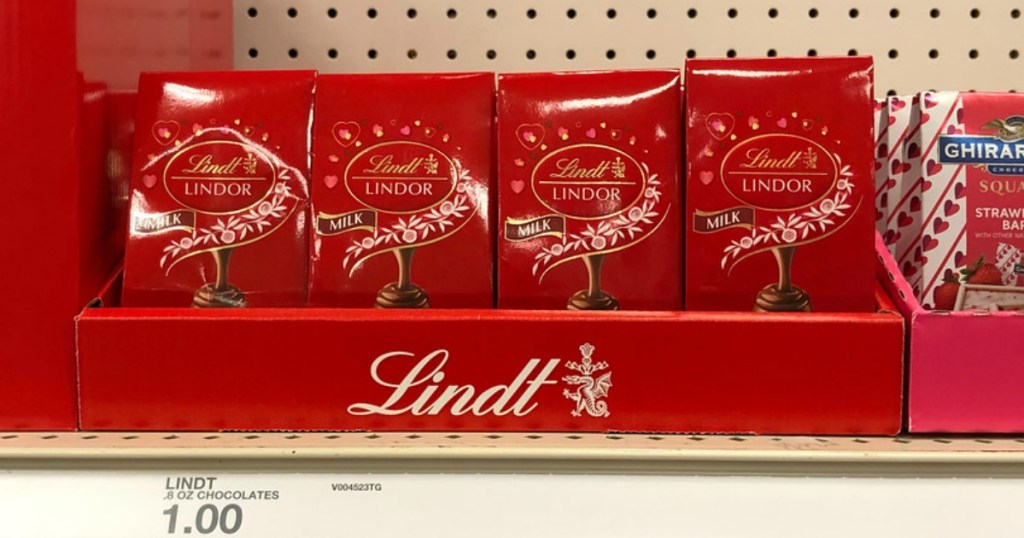 Lindt
LINDOR
MILK
Lindt
LINDOR
MILK
Lindt
LINDOR
MILK
Lindt
LINDOR
MILK
GHIRAR
CHOCO
SQUA
STRAW
BAR
Lindt
LINDT
.8 OZ CHOCOLATES
V004523TG
1.00